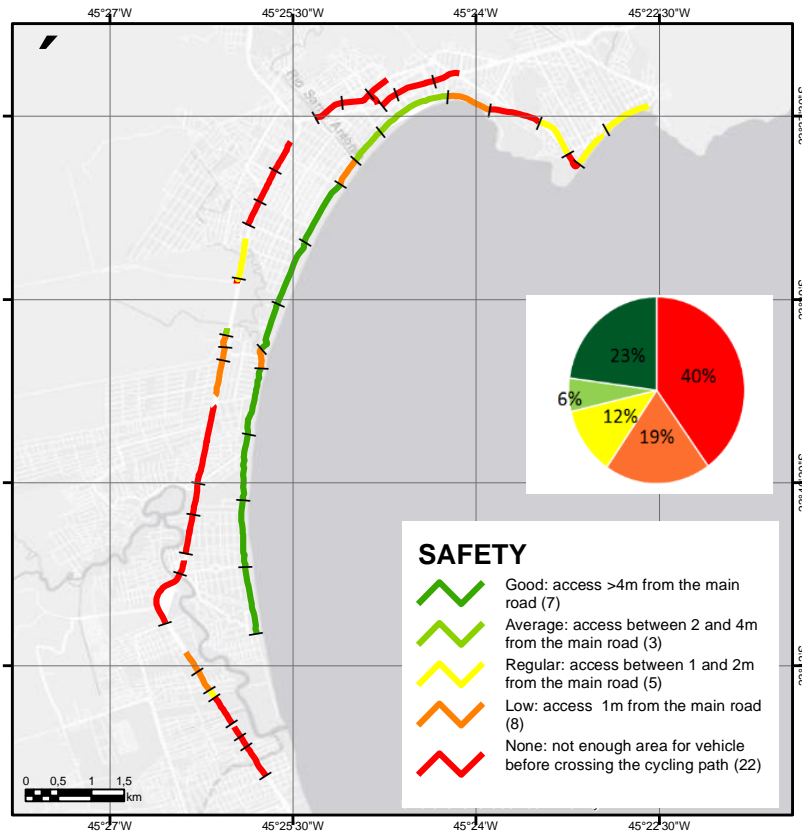 45°27'W 45°25'30"W 45°24'W 45°22'30"W
23%
40%
6%
12%
19%
SAFETY
Good: access >4m from the main
road (7)
Average: access between 2 and 4m
from the main road (3)
Regular: access between 1 and 2m
from the main road (5)
Low: access 1m from the main road
(8)
None: not enough area for vehicle
before crossing the cycling path (22)
0 0,5 1 1,5
km
45°27'W 45°25'30"W 45°24'W 45°22'30"W